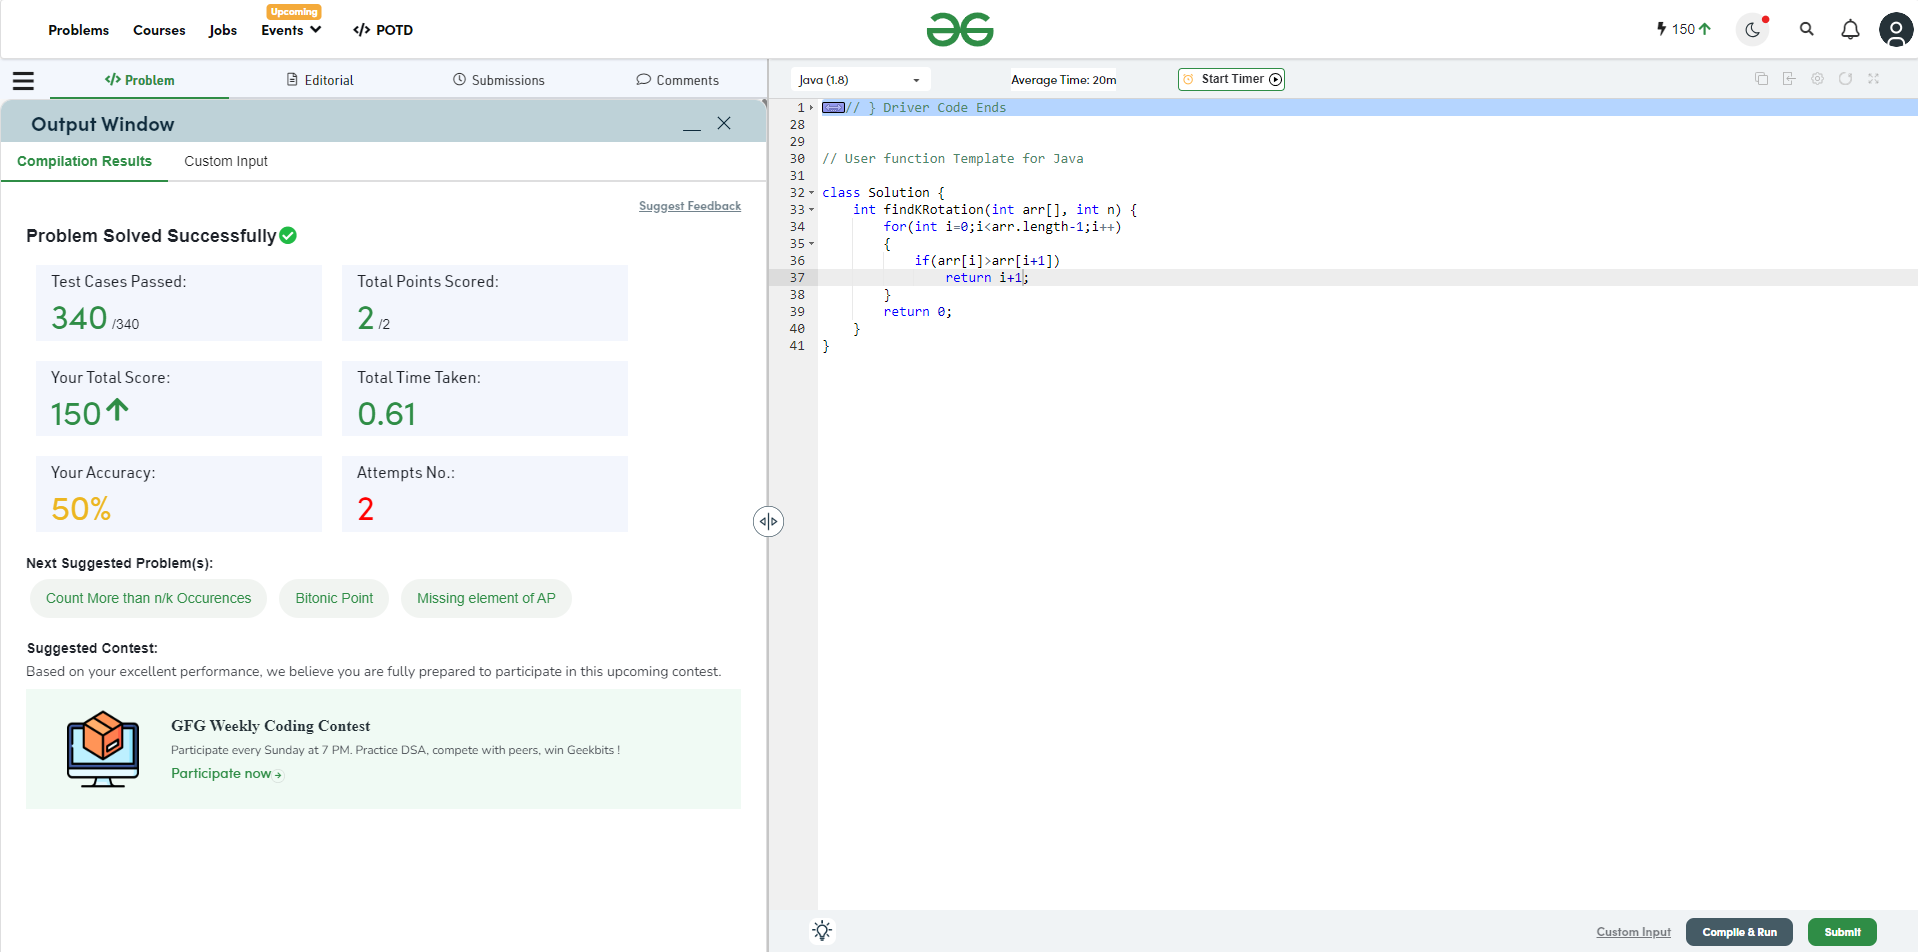 Problems Courses Jobs Upcoming Events </> POTD
150
</> Problem Editorial Submissions Comments
Output Window
Compilation Results Custom Input
Suggest Feedback
Problem Solved Successfully
Test Cases Passed:
340 /340
Total Points Scored:
2 /2
Your Total Score:
150
Total Time Taken:
0.61
Your Accuracy:
50%
Attempts No.:
2
Next Suggested Problem(s):
Count More than n/k Occurences Bitonic Point Missing element of AP
Suggested Contest:
Based on your excellent performance, we believe you are fully prepared to participate in this upcoming contest.
GFG Weekly Coding Contest
Participate every Sunday at 7 PM. Practice DSA, compete with peers, win Geekbits !
Participate now
Java (1.8) Average Time: 20m Start Timer
1 // } Driver Code Ends
28
29
30 // User function Template for Java
31
32 class Solution {
33 int findKRotation(int arr[], int n) {
34 for(int i=0;i<arr.length-1;i++)
35 {
36 if(arr[i]>arr[i+1])
37 return i+1;
38 }
39 return 0;
40 }
41 }
Custom Input Compile & Run Submit